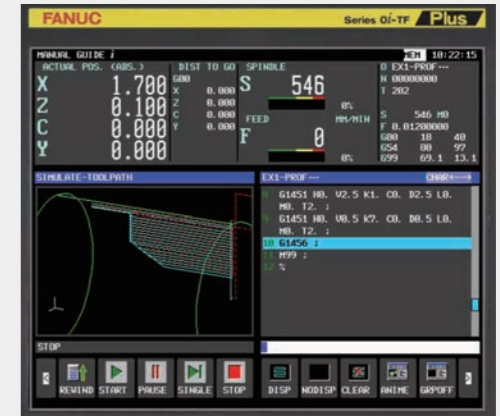 FANUC
Series 0i-TF Plus
MANUAL GUIDE i
MEM 18:22:15
ACTUAL POS. (ABS.)
DIST TO GO
SPINDLE
O EX1-PROF---
X 1.700
G00
X 0.000
S 546
N 00000000
T 202
Z 0.100
Z 0.000
0%
C 0.000
C 0.000
FEED
MM/MIN
S 546 M0
F 0.01200000
Y 0.000
Y 0.000
F 0
0%
G00 18 40
G54 80 97
G99 69.1 13.1
SIMULATE-TOOLPATH
EX1-PROF---
CHAR
8 G1451 H0. V2.5 K1. C0. D2.5 L0.
M0. T2. ;
9 G1451 H0. V0.5 K7. C0. D0.5 L0.
M0. T2. ;
10 G1456 ;
11 M99 ;
12 %
STOP
REWIND
START
PAUSE
SINGLE
STOP
DISP
NODISP
CLEAR
ANIME
GRPOFF